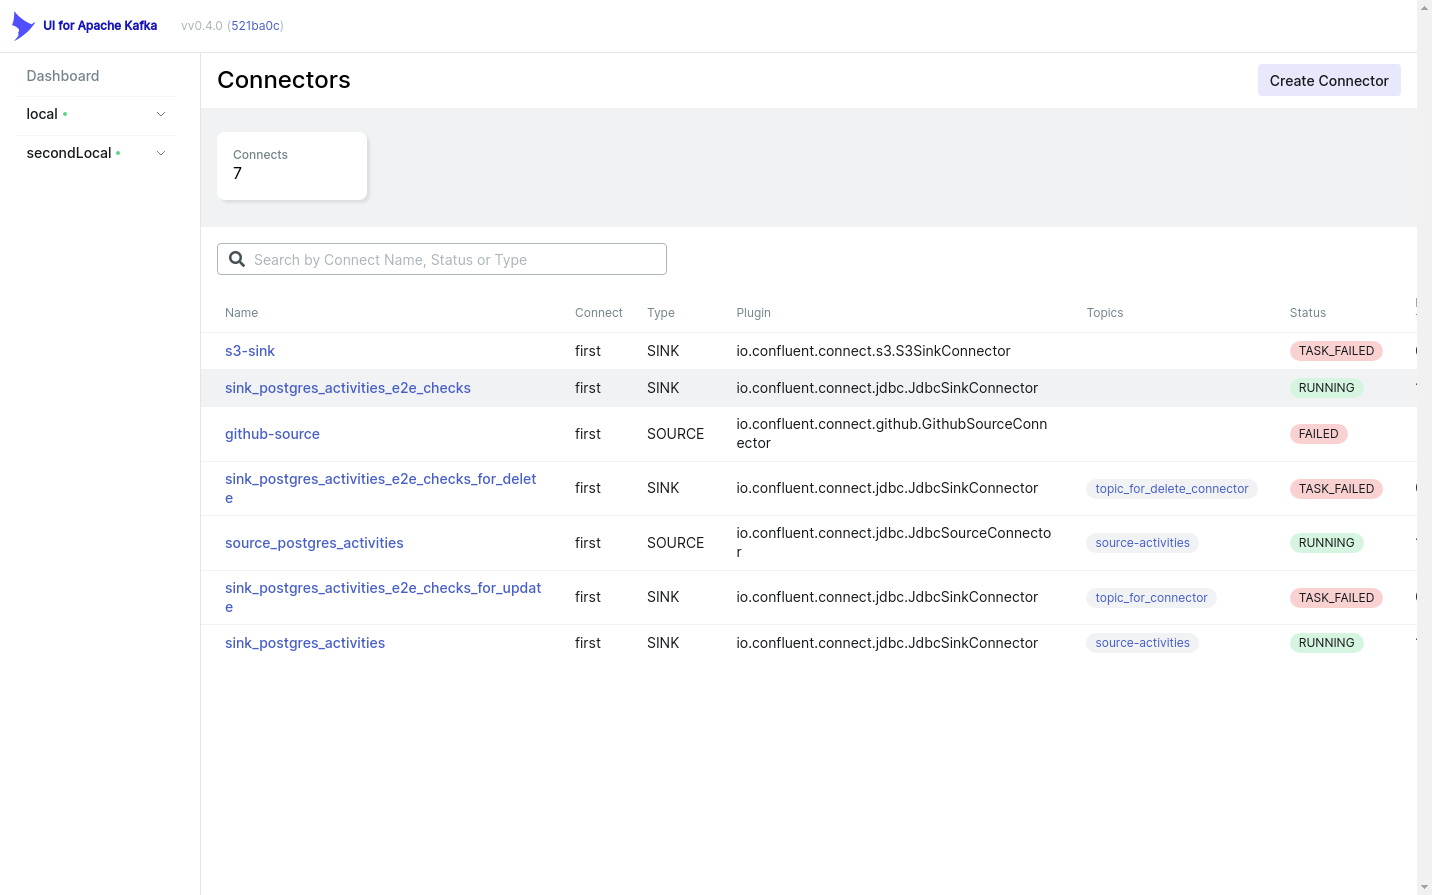 UI for Apache Kafka vv0.4.0 (521ba0c)
Dashboard
local
secondLocal
Connectors
Create Connector
Connects
7
Search by Connect Name, Status or Type
Name Connect Type Plugin Topics Status
s3-sink first SINK io.confluent.connect.s3.S3SinkConnector TASK_FAILED
sink_postgres_activities_e2e_checks first SINK io.confluent.connect.jdbc.JdbcSinkConnector RUNNING
github-source first SOURCE io.confluent.connect.github.GithubSourceConn
ector FAILED
sink_postgres_activities_e2e_checks_for_delet
e first SINK io.confluent.connect.jdbc.JdbcSinkConnector topic_for_delete_connector TASK_FAILED
source_postgres_activities first SOURCE io.confluent.connect.jdbc.JdbcSourceConnecto
r source-activities RUNNING
sink_postgres_activities_e2e_checks_for_updat
e first SINK io.confluent.connect.jdbc.JdbcSinkConnector topic_for_connector TASK_FAILED
sink_postgres_activities first SINK io.confluent.connect.jdbc.JdbcSinkConnector source-activities RUNNING